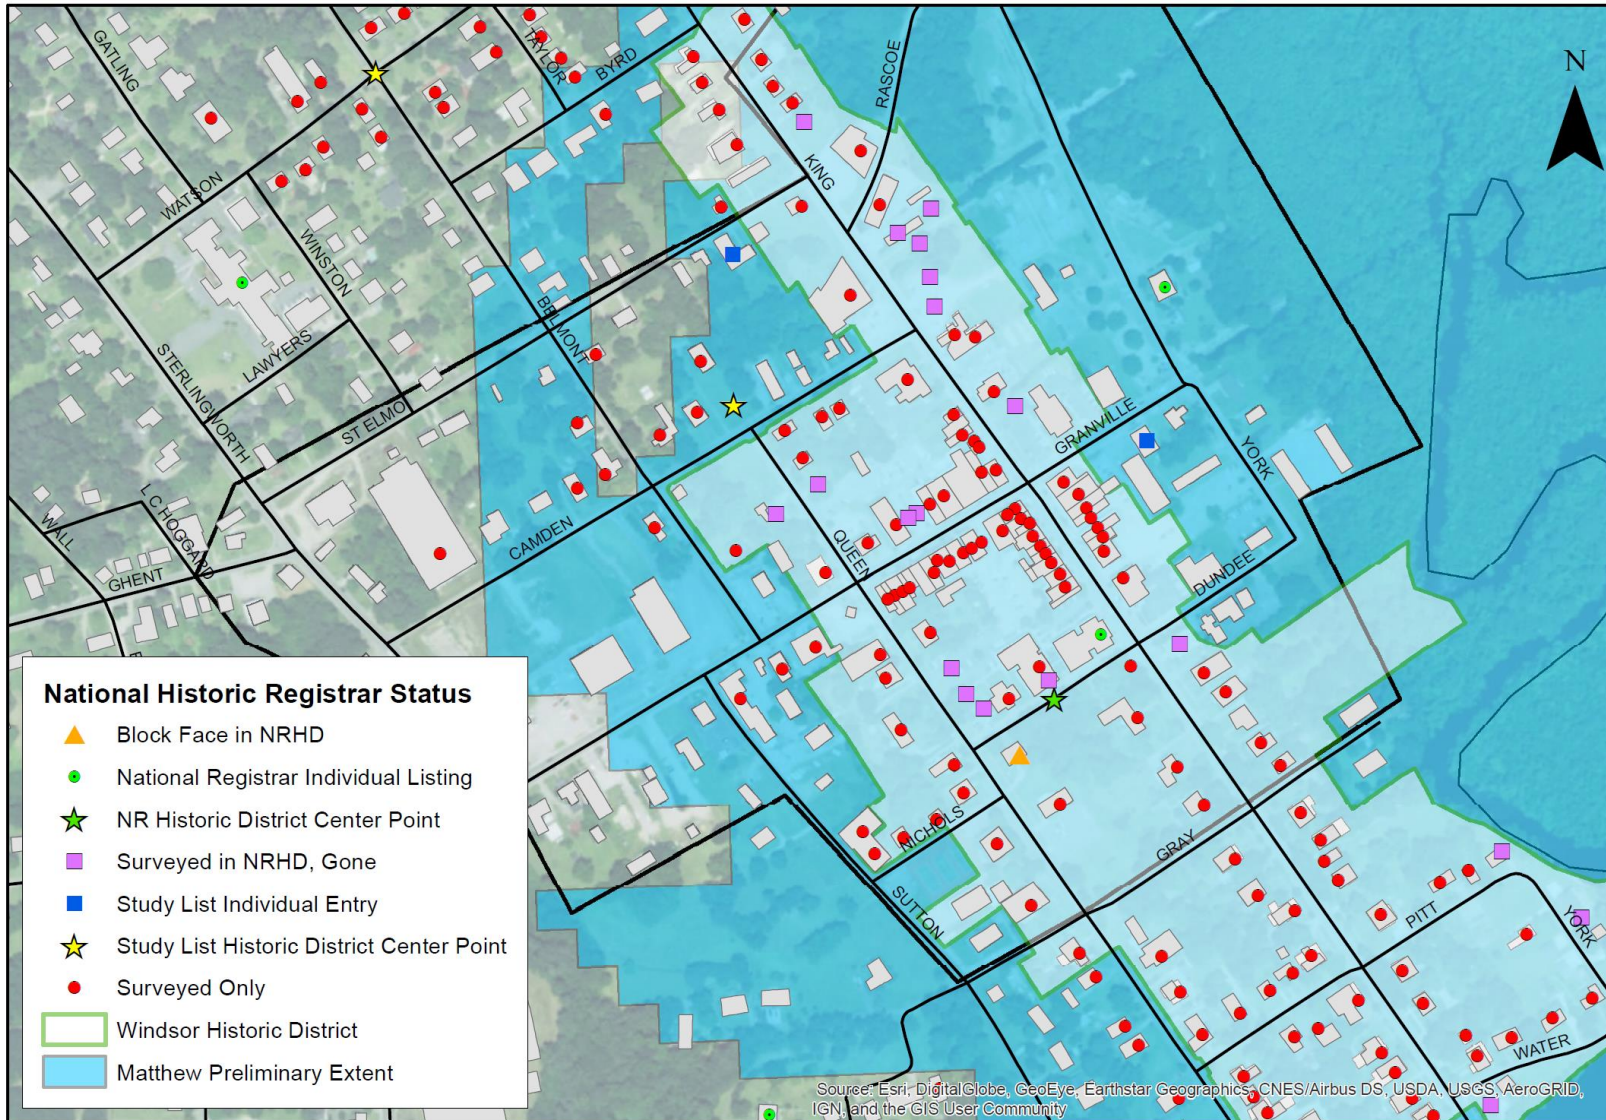 GATLING
TAYLOR
BYRD
RASCOE
N
KING
WATSON
WINSTON
BELMONT
LAWYERS
STERLINGWORTH
ST ELMO
GRANVILLE
YORK
L C HOGGARD
WALL
CAMDEN
QUEEN
GHENT
DUNDEE
National Historic Registrar Status
Block Face in NRHD
National Registrar Individual Listing
NR Historic District Center Point
Surveyed in NRHD, Gone
Study List Individual Entry
Study List Historic District Center Point
Surveyed Only
Windsor Historic District
Matthew Preliminary Extent
NICHOLS
GRAY
SUTTON
PITT
YORK
WATER
Source: Esri, DigitalGlobe, GeoEye, Earthstar Geographics, CNES/Airbus DS, USDA, USGS, AeroGRID,
IGN, and the GIS User Community